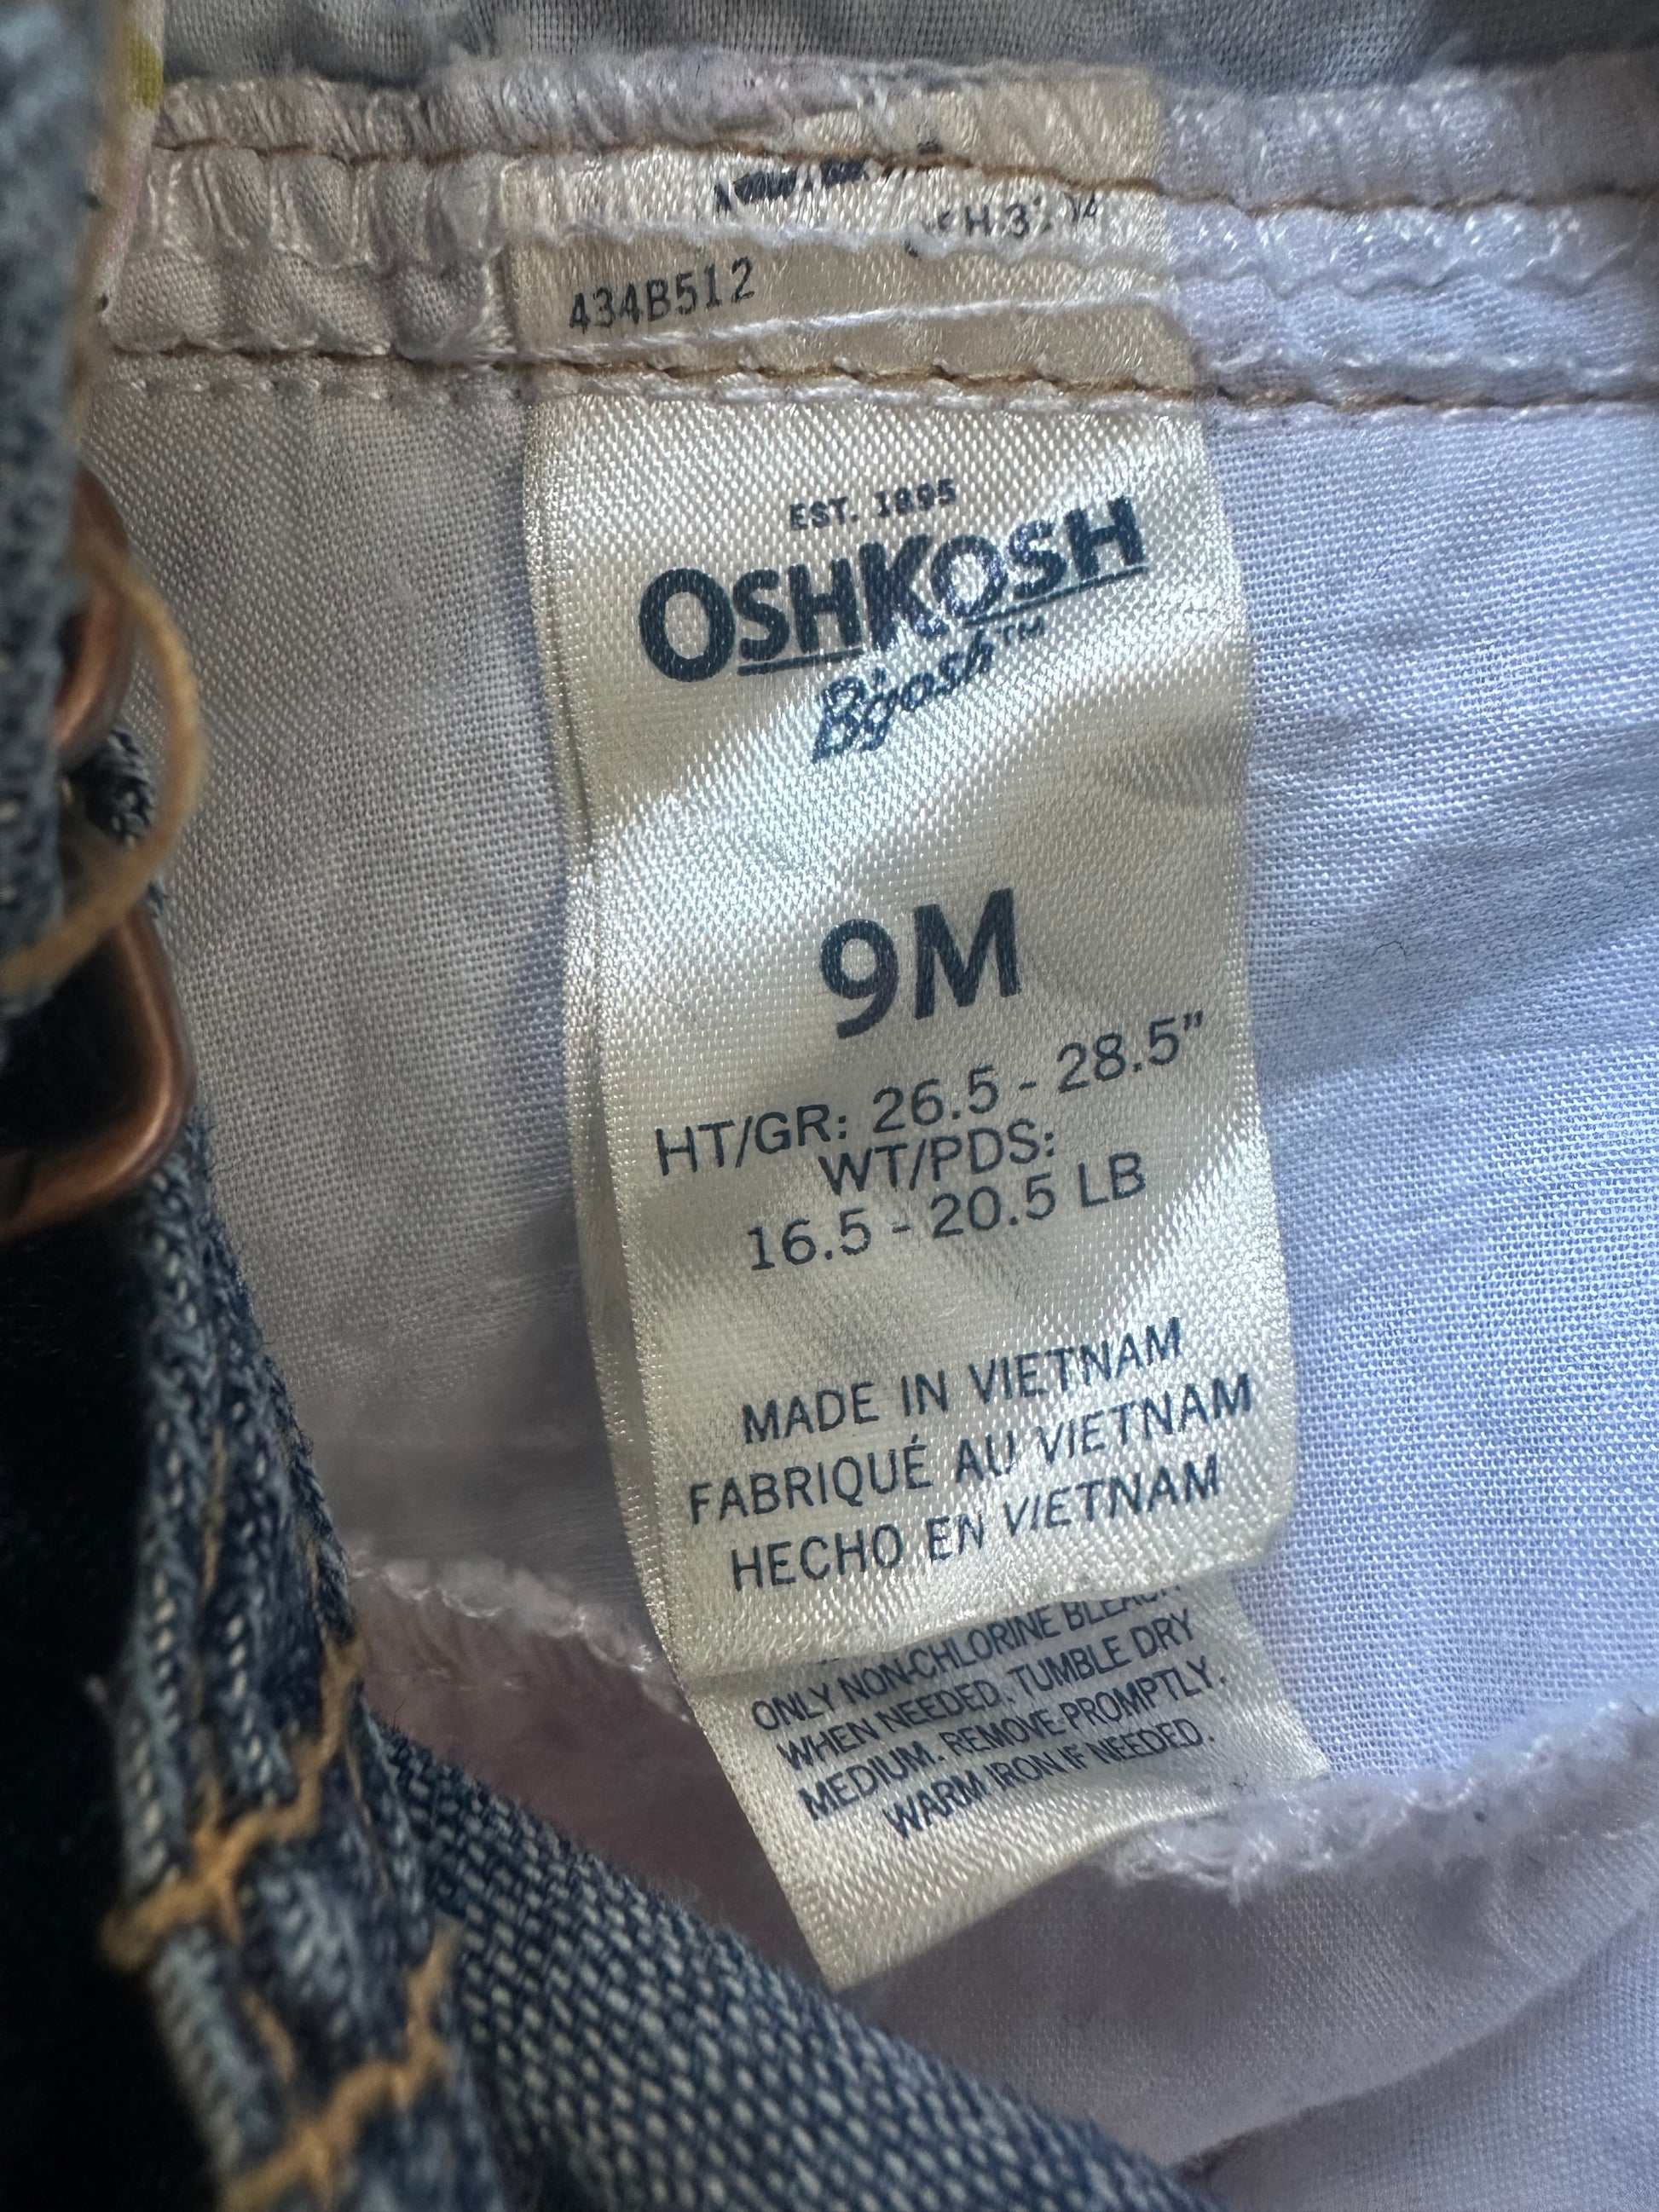 434B512
EST. 1895
OSHKOSH
B'gosh™
9M
HT/GR: 26.5 - 28.5"
WT/PDS:
16.5 - 20.5 LB
MADE IN VIETNAM
FABRIQUÉ AU VIETNAM
HECHO EN VIETNAM
ONLY NON-CHLORINE BLEACH
WHEN NEEDED. TUMBLE DRY
MEDIUM. REMOVE PROMPTLY.
WARM IRON IF NEEDED.